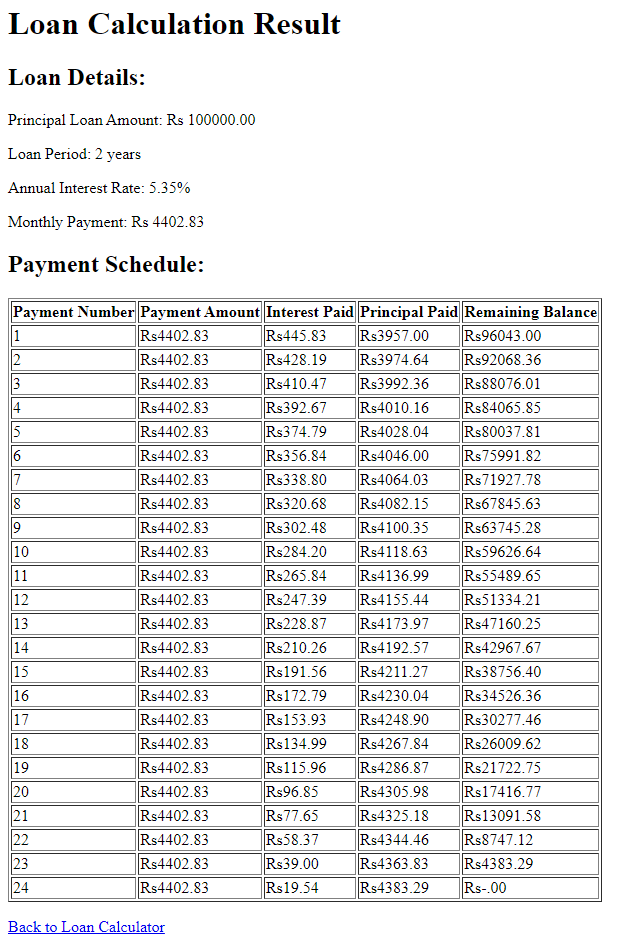 Loan Calculation Result
Loan Details:
Principal Loan Amount: Rs 100000.00
Loan Period: 2 years
Annual Interest Rate: 5.35%
Monthly Payment: Rs 4402.83
Payment Schedule:
Payment Number Payment Amount Interest Paid Principal Paid Remaining Balance
1 Rs4402.83 Rs445.83 Rs3957.00 Rs96043.00
2 Rs4402.83 Rs428.19 Rs3974.64 Rs92068.36
3 Rs4402.83 Rs410.47 Rs3992.36 Rs88076.01
4 Rs4402.83 Rs392.67 Rs4010.16 Rs84065.85
5 Rs4402.83 Rs374.79 Rs4028.04 Rs80037.81
6 Rs4402.83 Rs356.84 Rs4046.00 Rs75991.82
7 Rs4402.83 Rs338.80 Rs4064.03 Rs71927.78
8 Rs4402.83 Rs320.68 Rs4082.15 Rs67845.63
9 Rs4402.83 Rs302.48 Rs4100.35 Rs63745.28
10 Rs4402.83 Rs284.20 Rs4118.63 Rs59626.64
11 Rs4402.83 Rs265.84 Rs4136.99 Rs55489.65
12 Rs4402.83 Rs247.39 Rs4155.44 Rs51334.21
13 Rs4402.83 Rs228.87 Rs4173.97 Rs47160.25
14 Rs4402.83 Rs210.26 Rs4192.57 Rs42967.67
15 Rs4402.83 Rs191.56 Rs4211.27 Rs38756.40
16 Rs4402.83 Rs172.79 Rs4230.04 Rs34526.36
17 Rs4402.83 Rs153.93 Rs4248.90 Rs30277.46
18 Rs4402.83 Rs134.99 Rs4267.84 Rs26009.62
19 Rs4402.83 Rs115.96 Rs4286.87 Rs21722.75
20 Rs4402.83 Rs96.85 Rs4305.98 Rs17416.77
21 Rs4402.83 Rs77.65 Rs4325.18 Rs13091.58
22 Rs4402.83 Rs58.37 Rs4344.46 Rs8747.12
23 Rs4402.83 Rs39.00 Rs4363.83 Rs4383.29
24 Rs4402.83 Rs19.54 Rs4383.29 Rs-.00
Back to Loan Calculator